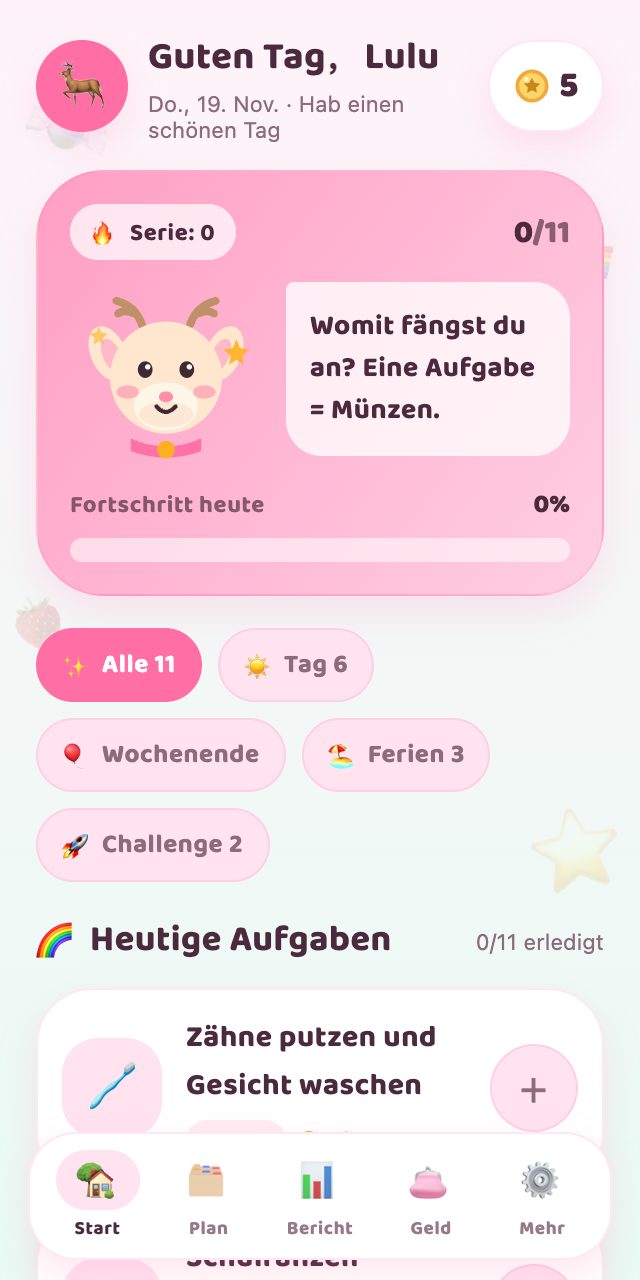 Guten Tag, Lulu
Do., 19. Nov. · Hab einen
schönen Tag
5
Serie: 0
0/11
Womit fängst du
an? Eine Aufgabe
= Münzen.
Fortschritt heute
0%
Alle 11
Tag 6
Wochenende
Ferien 3
Challenge 2
Heutige Aufgaben
0/11 erledigt
Zähne putzen und
Gesicht waschen
+
Start
Plan
Bericht
Geld
Mehr